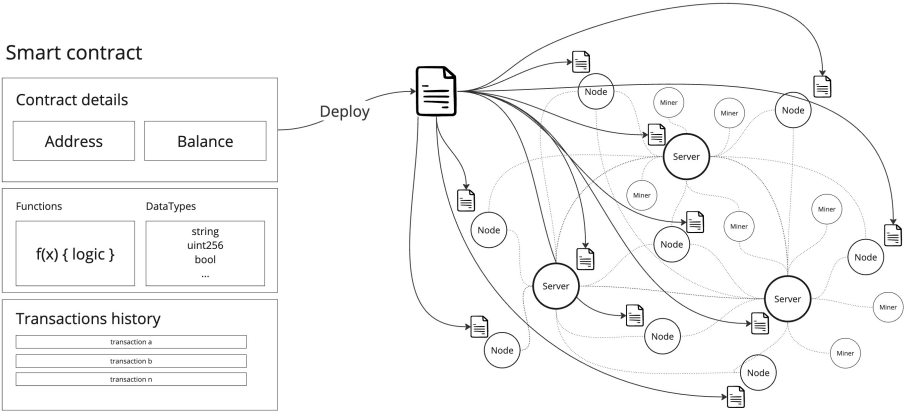 Smart contract
Contract details
Address
Balance
Functions
DataTypes
f(x) { logic }
string
uint256
bool
...
Transactions history
transaction a
transaction b
transaction n
Deploy
Node
Miner
Miner
Node
Server
Miner
Miner
Miner
Node
Node
Node
Server
Server
Miner
Node
Node
Miner
Node